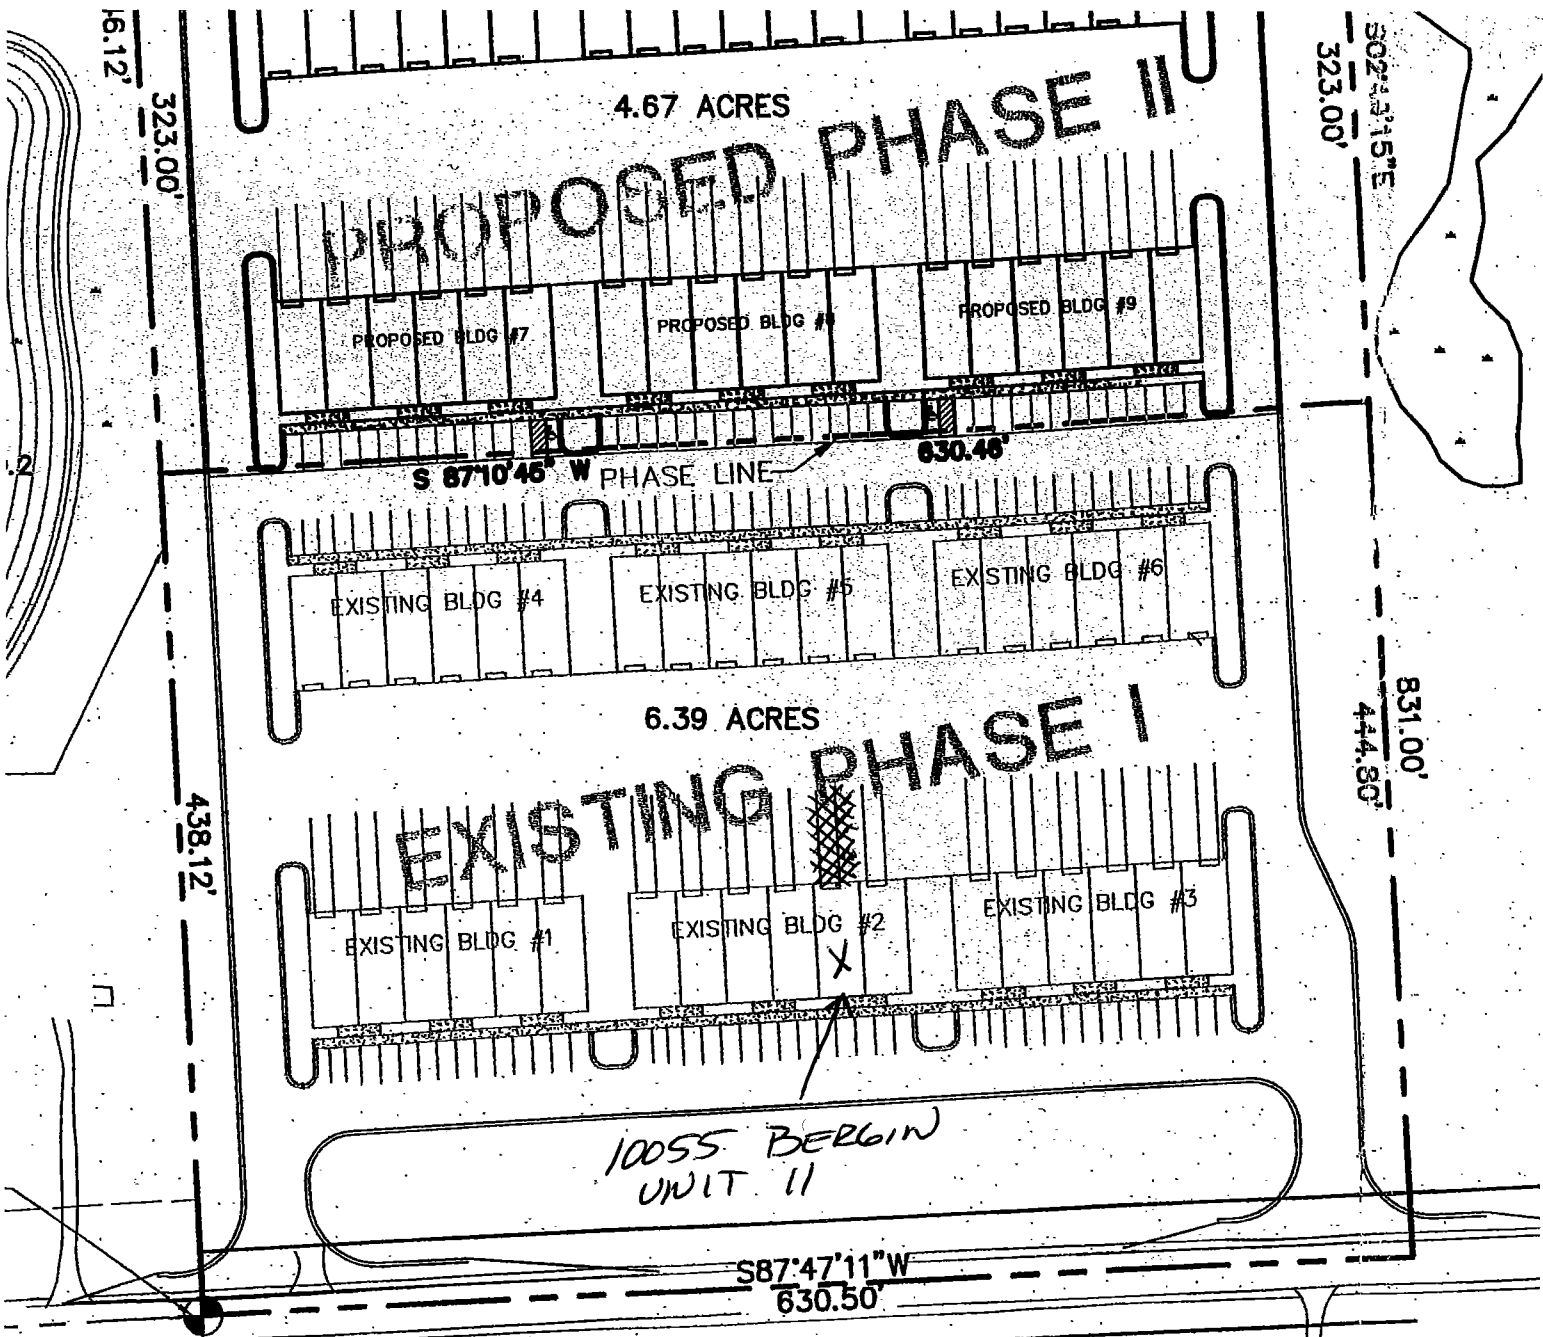 323.00'
4.67 ACRES
323.00'
PROPOSED PHASE II
PROPOSED BLDG #7
PROPOSED BLDG #8
PROPOSED BLDG #9
.2
S 87°10'45" W
PHASE LINE
630.46'
EXISTING BLDG #4
EXISTING BLDG #5
EXISTING BLDG #6
6.39 ACRES
831.00'
444.80'
EXISTING PHASE I
438.12'
EXISTING BLDG #1
EXISTING BLDG #2
EXISTING BLDG #3
X
10055 BERGIN
UNIT 11
S87°47'11"W
630.50'